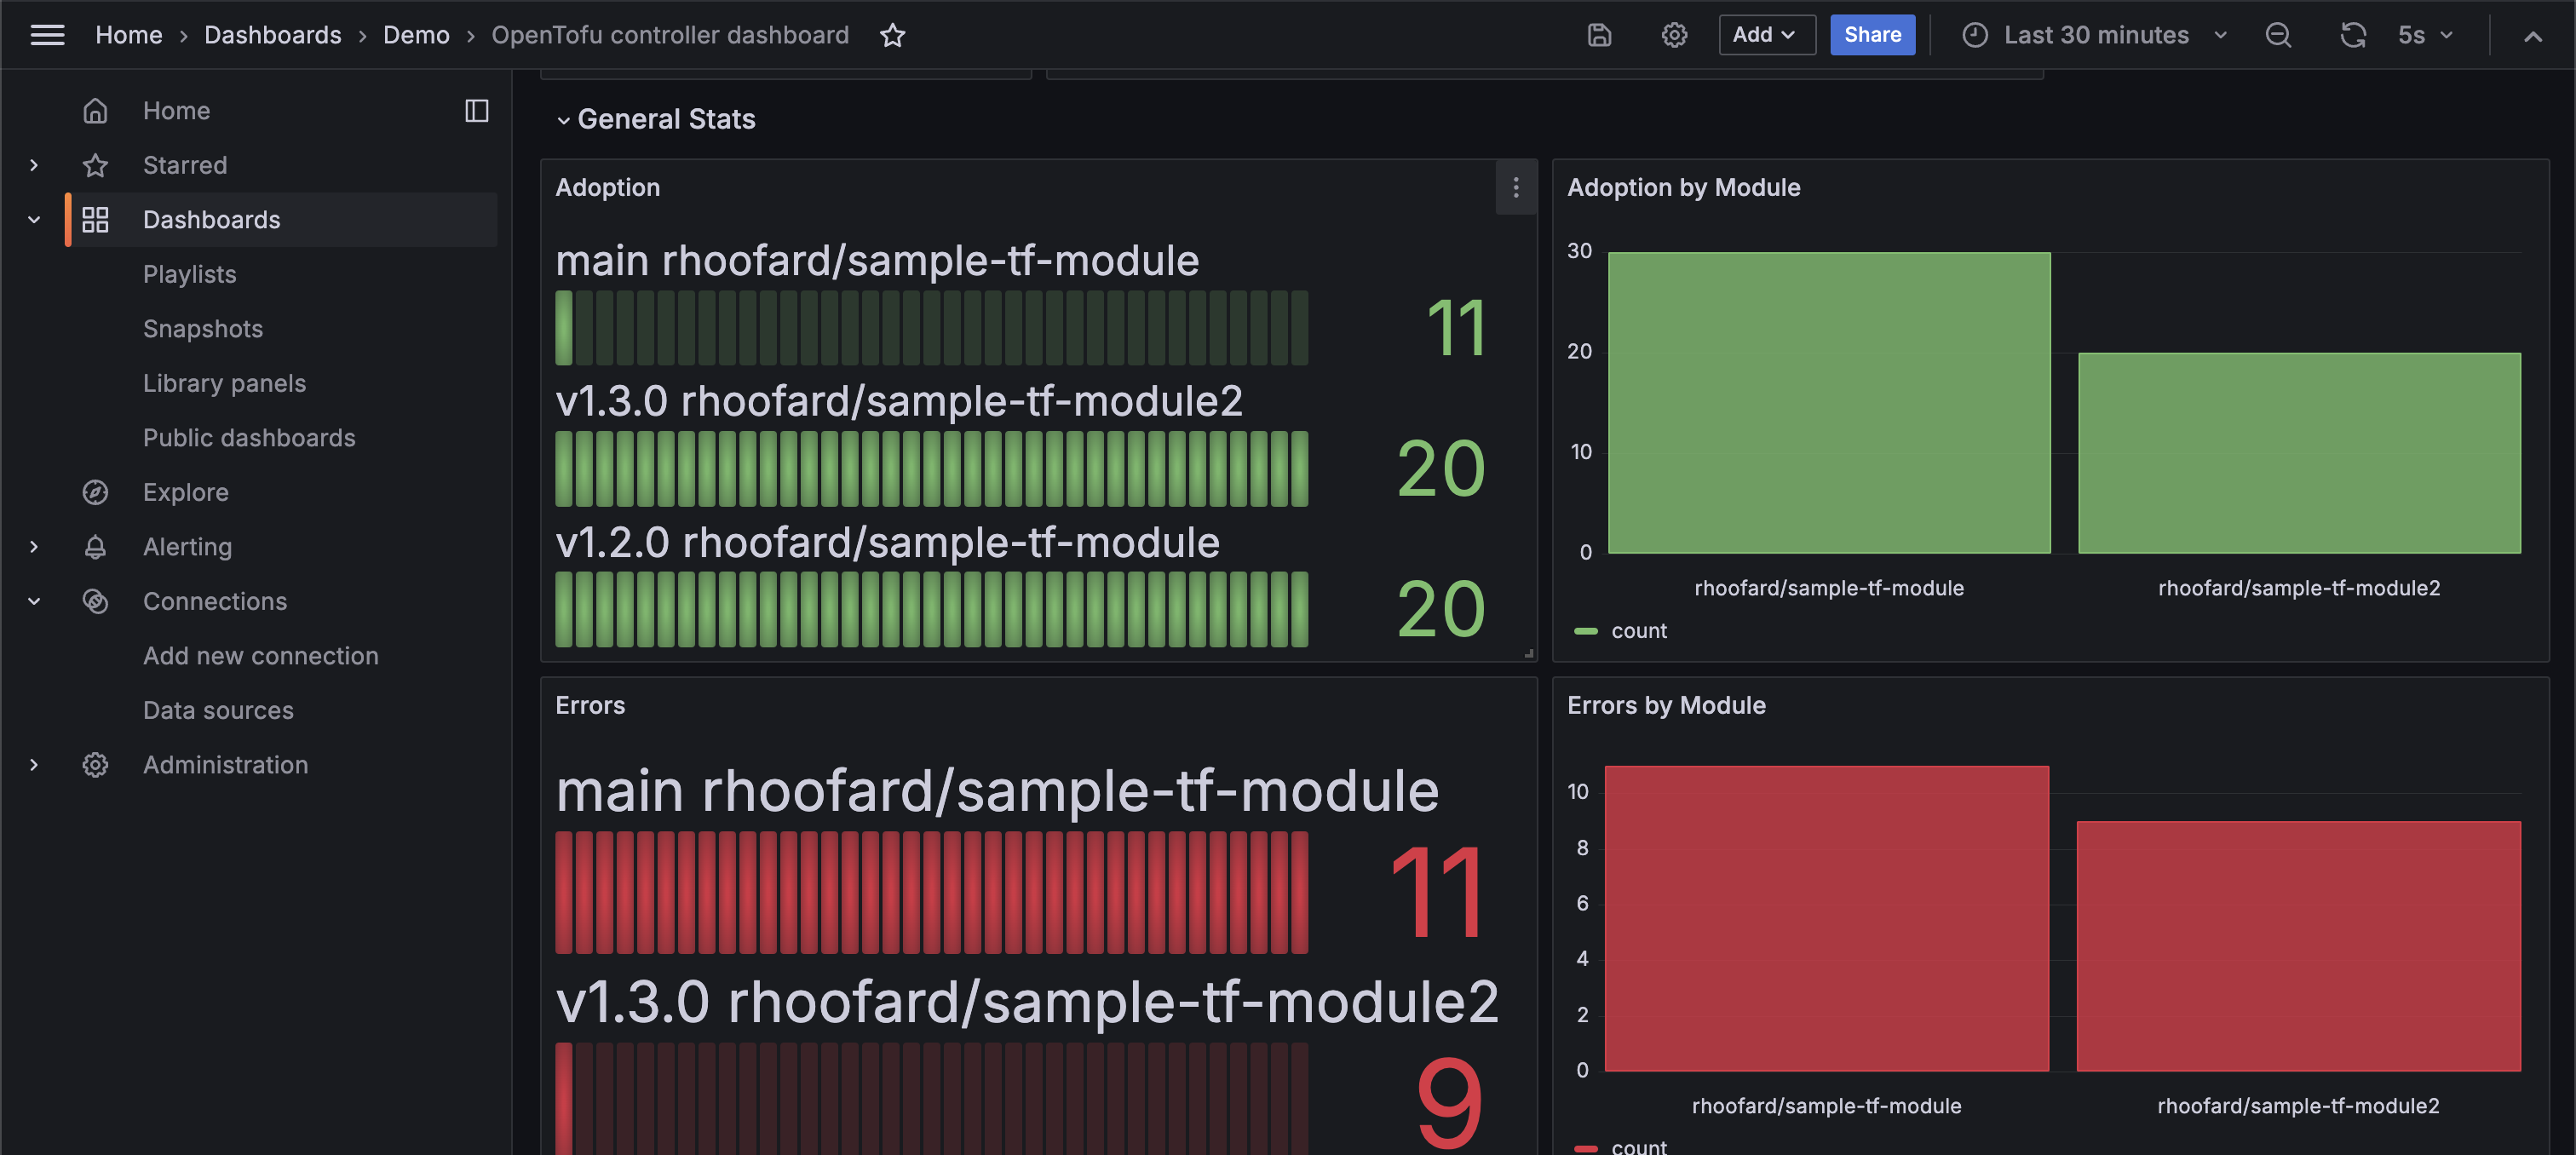 Home › Dashboards › Demo › OpenTofu controller dashboard
Add
Share
Last 30 minutes
5s
Home
Starred
Dashboards
Playlists
Snapshots
Library panels
Public dashboards
Explore
Alerting
Connections
Add new connection
Data sources
Administration
General Stats
Adoption
main rhoofard/sample-tf-module
11
v1.3.0 rhoofard/sample-tf-module2
20
v1.2.0 rhoofard/sample-tf-module
20
Adoption by Module
30
20
10
0
rhoofard/sample-tf-module
rhoofard/sample-tf-module2
count
Errors
main rhoofard/sample-tf-module
11
v1.3.0 rhoofard/sample-tf-module2
9
Errors by Module
10
8
6
4
2
0
rhoofard/sample-tf-module
rhoofard/sample-tf-module2
count